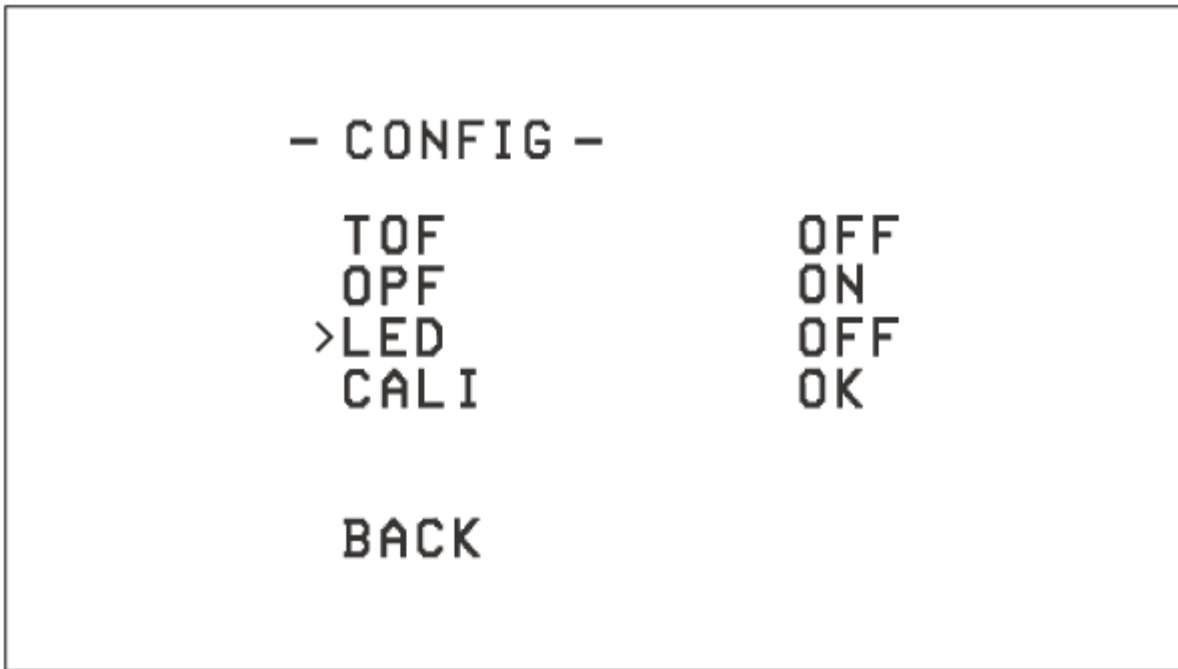 - CONFIG -
TOF OFF
OPF ON
>LED OFF
CALI OK
BACK